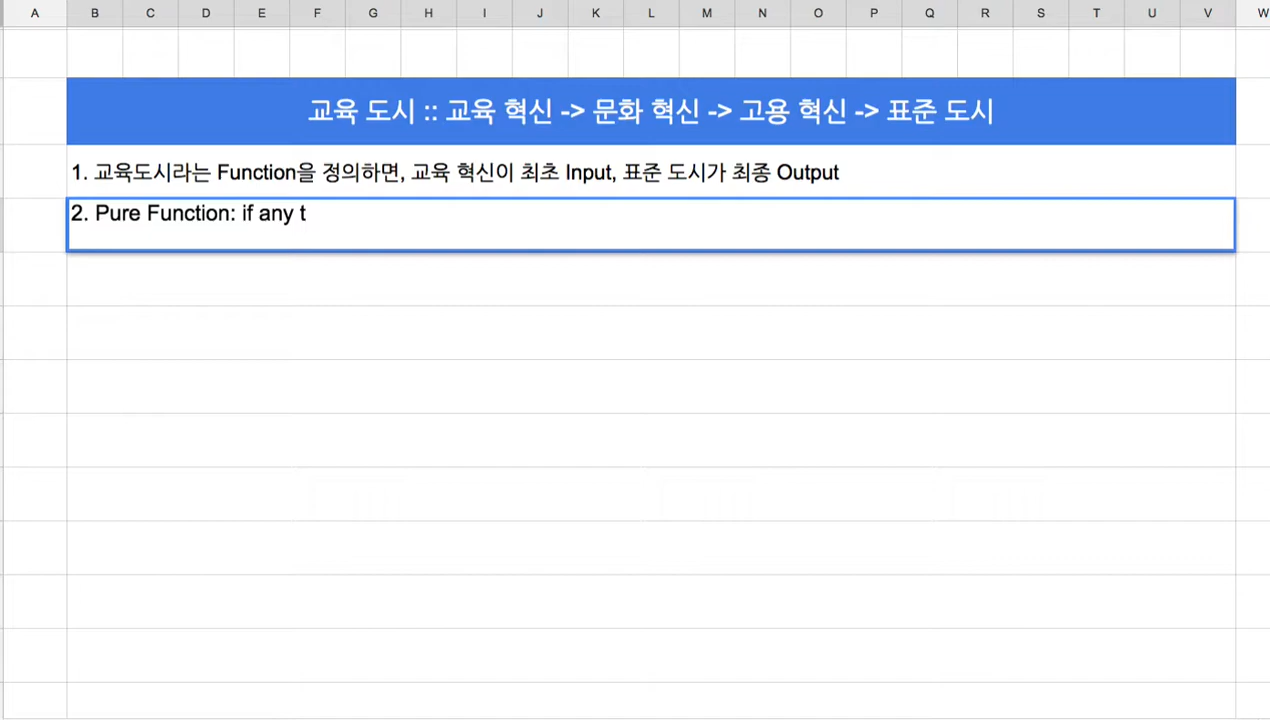 A B C D E F G H I J K L M N O P Q R S T U V W
교육 도시 :: 교육 혁신 -> 문화 혁신 -> 고용 혁신 -> 표준 도시
1. 교육도시라는 Function을 정의하면, 교육 혁신이 최초 Input, 표준 도시가 최종 Output
2. Pure Function: if any t